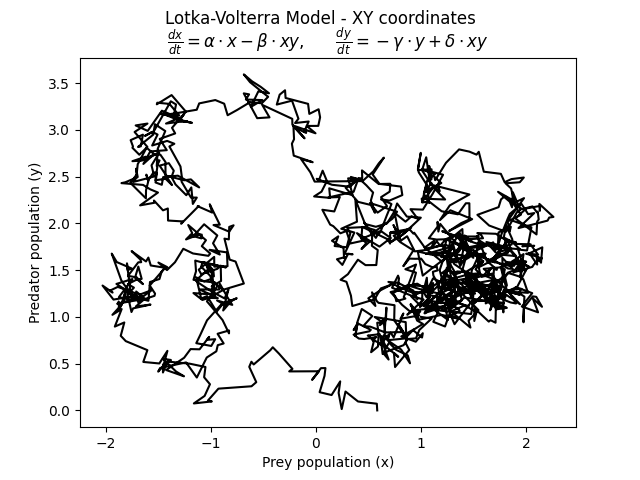 Lotka-Volterra Model - XY coordinates
dx/dt = α · x − β · xy,   dy/dt = −γ · y + δ · xy
Predator population (y)
3.5
3.0
2.5
2.0
1.5
1.0
0.5
0.0
−2 −1 0 1 2
Prey population (x)